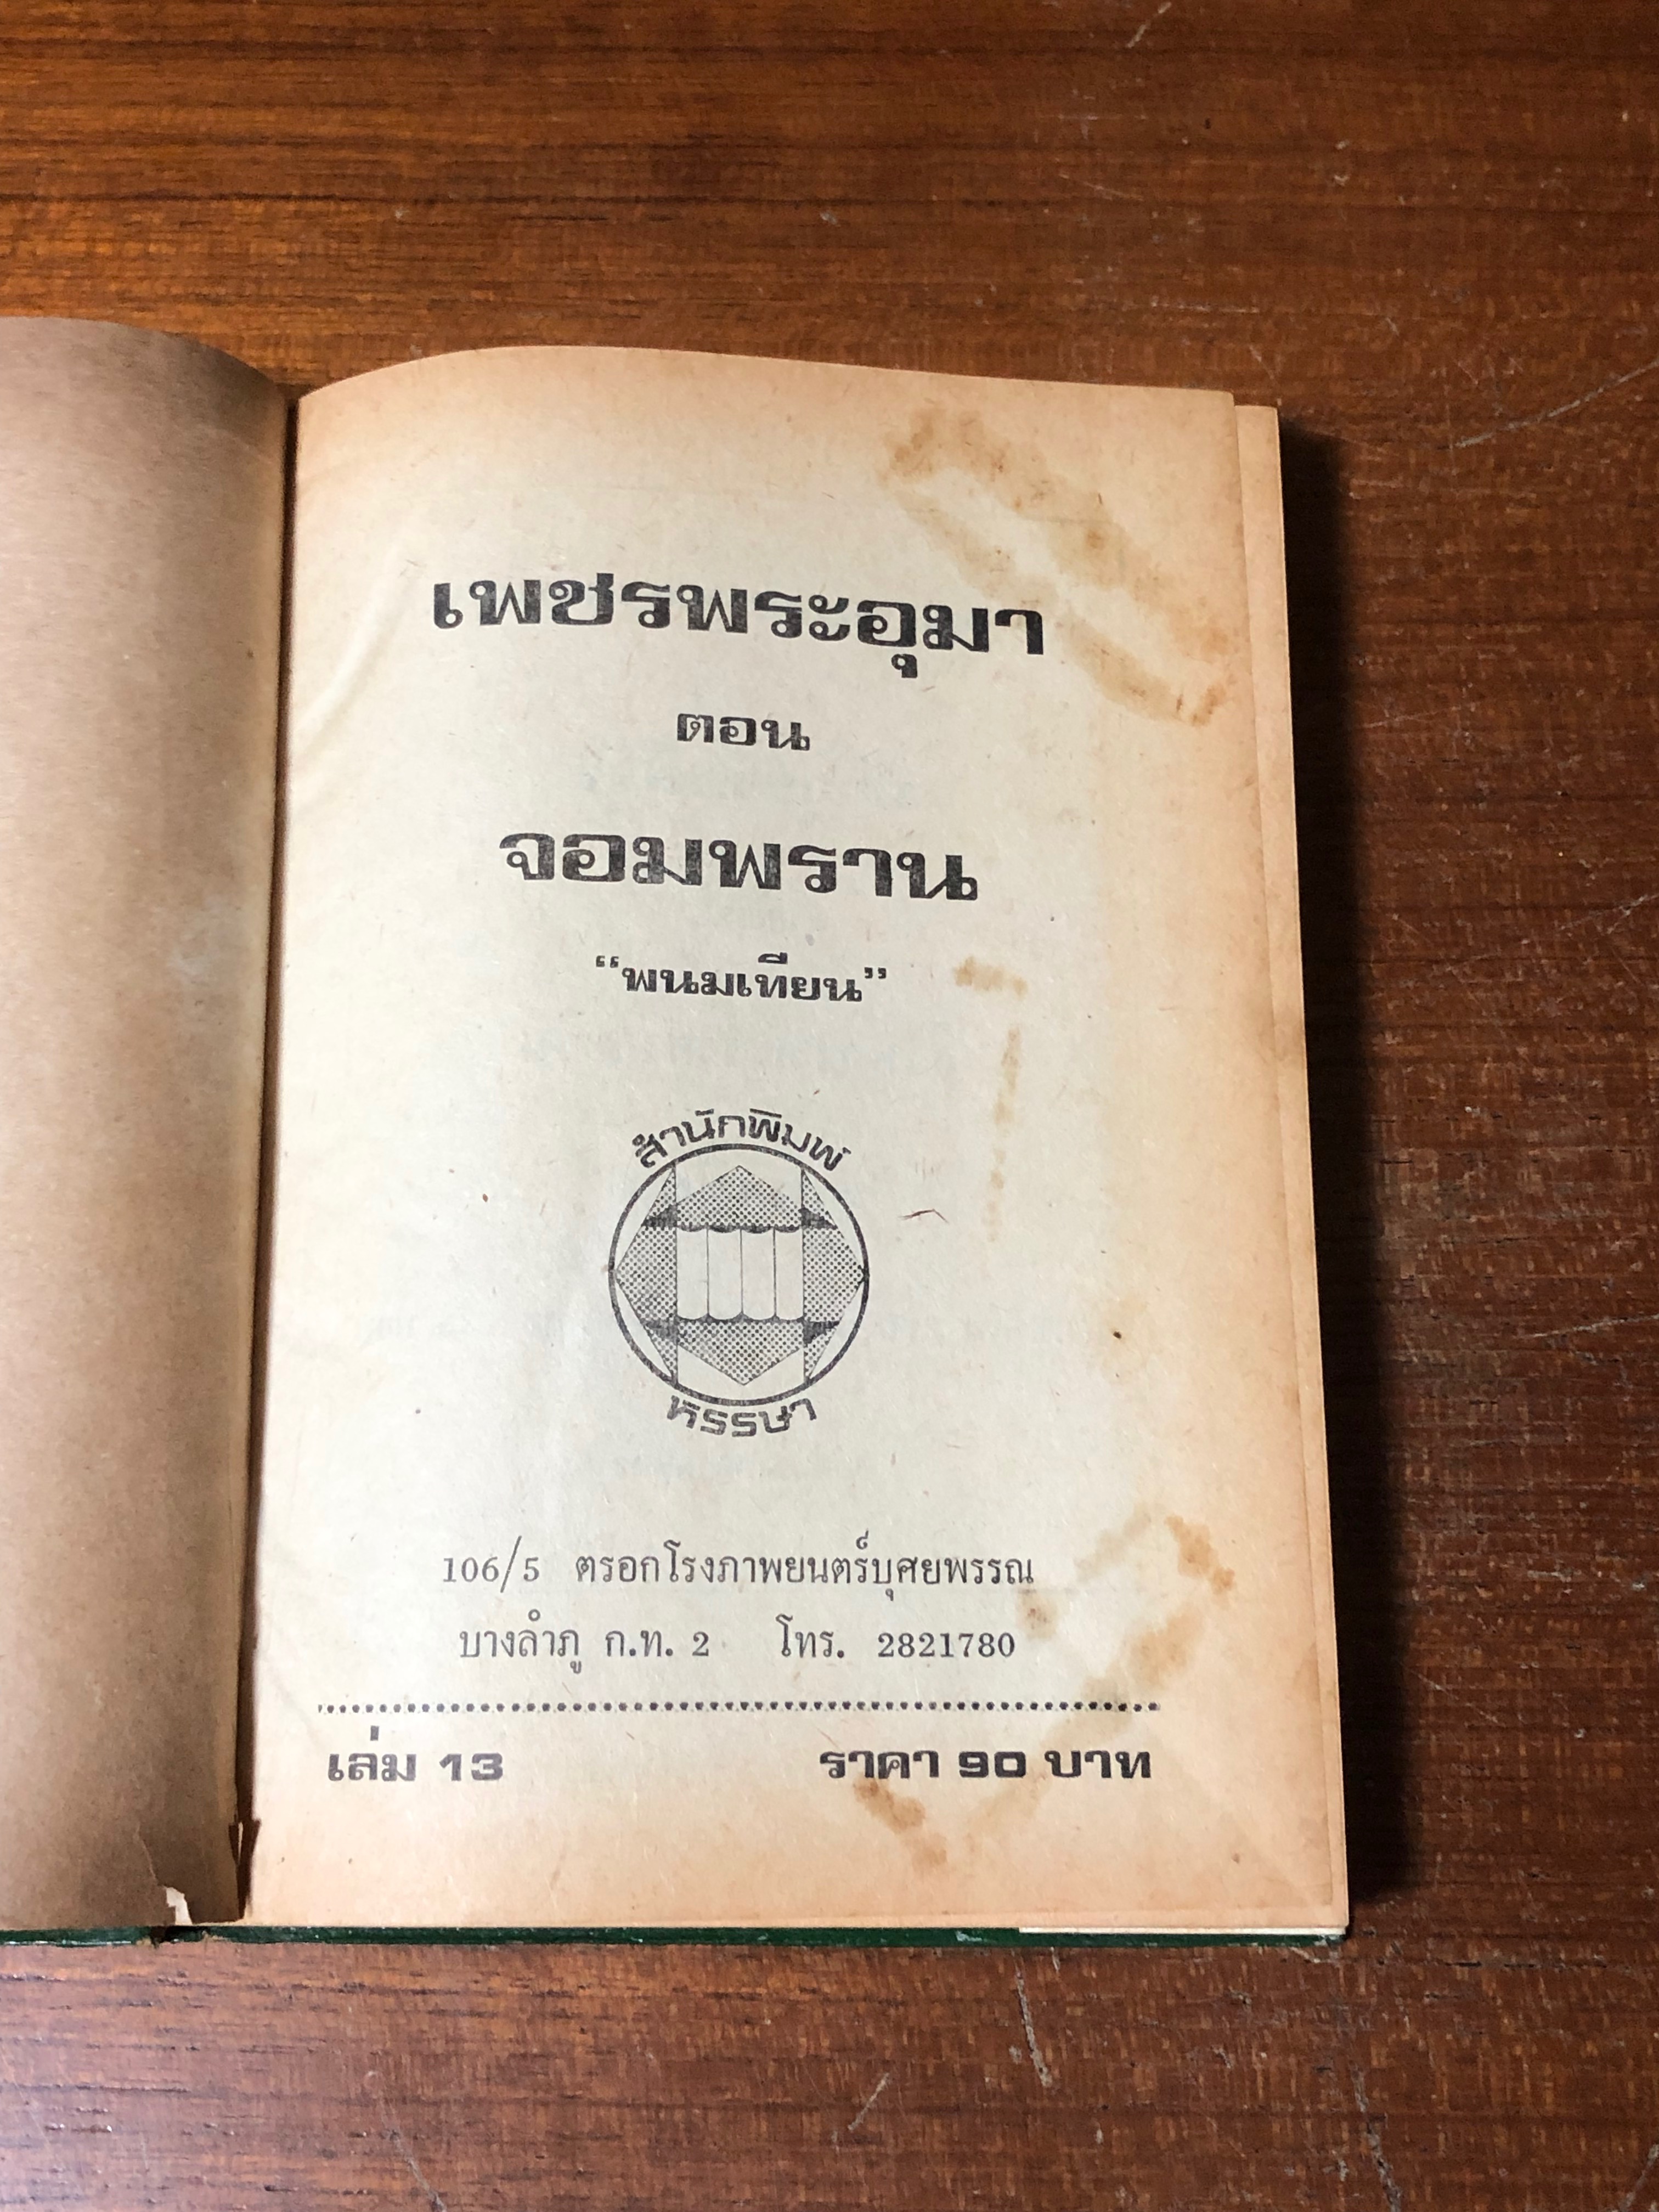 เพชรพระอุมา
ตอน
จอมพราน
“พนมเทียน”
สำนักพิมพ์
หรรษา
106/5 ตรอกโรงภาพยนตร์บุศยพรรณ
บางลำภู ก.ท. 2 โทร. 2821780
เล่ม 13 ราคา 90 บาท